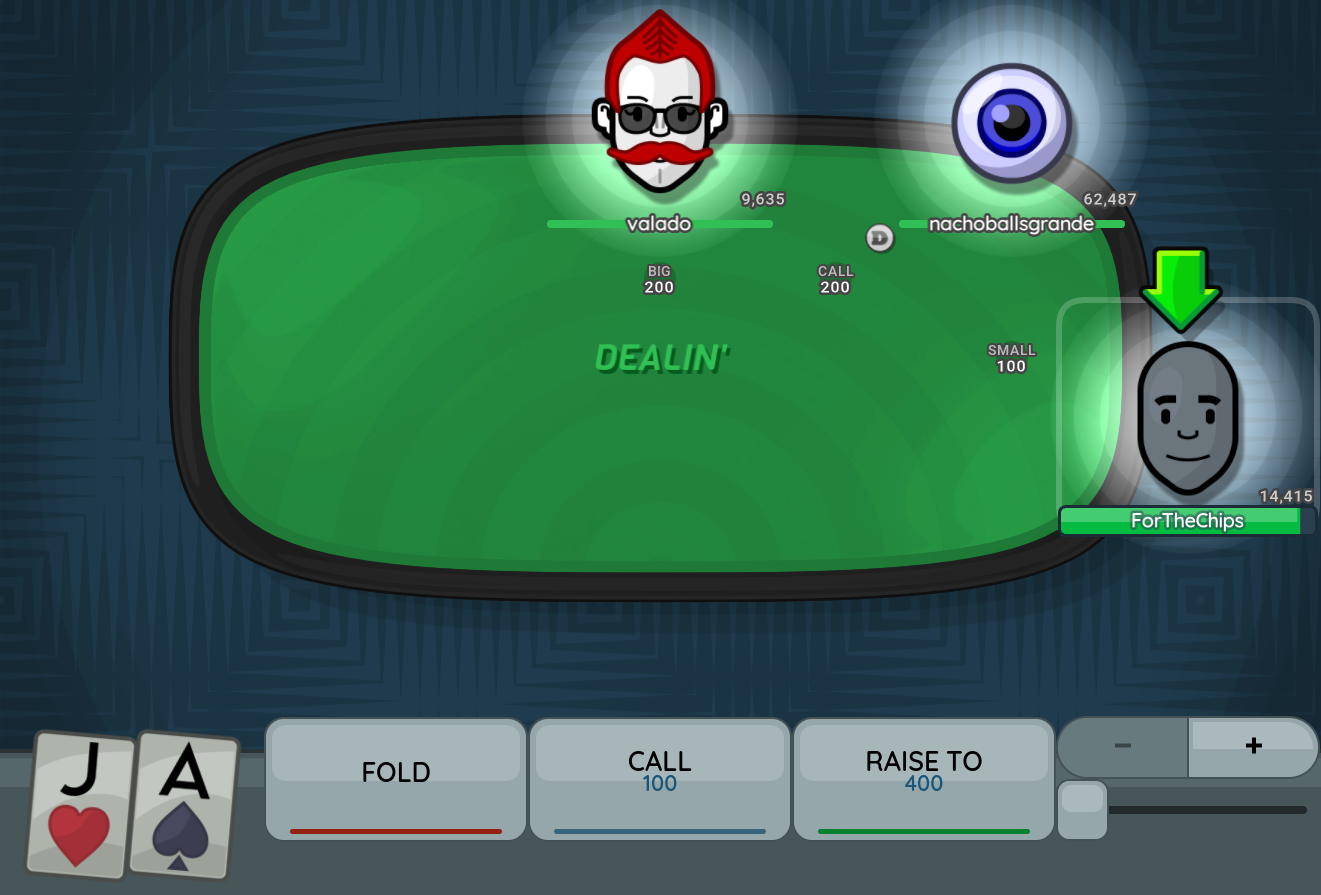 9,635
62,487
valado
nachoballsgrande
D
BIG
200
CALL
200
DEALIN'
SMALL
100
14,415
ForTheChips
J
A
FOLD
CALL
100
RAISE TO
400
−
+